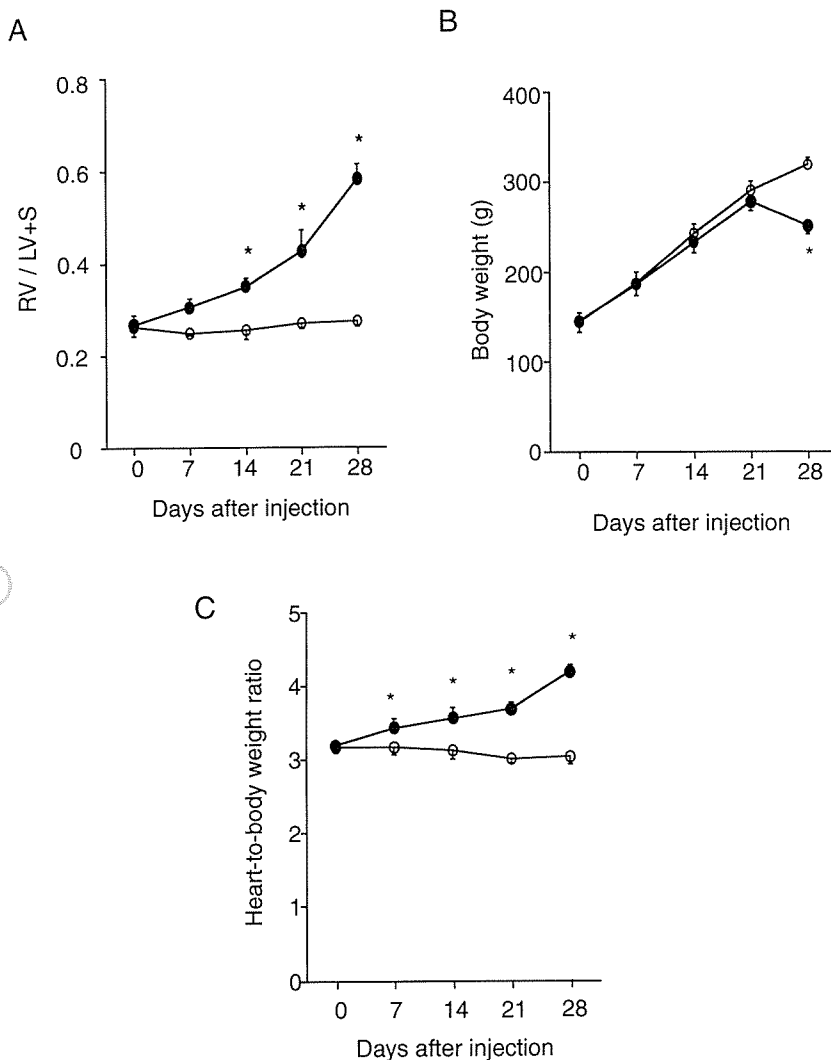 A
0.8
0.6
0.4
0.2
0
RV / LV+S
*
*
*
0 7 14 21 28
Days after injection
B
400
300
200
100
0
Body weight (g)
*
0 7 14 21 28
Days after injection
C
5
4
3
2
1
0
Heart-to-body weight ratio
* * * *
0 7 14 21 28
Days after injection